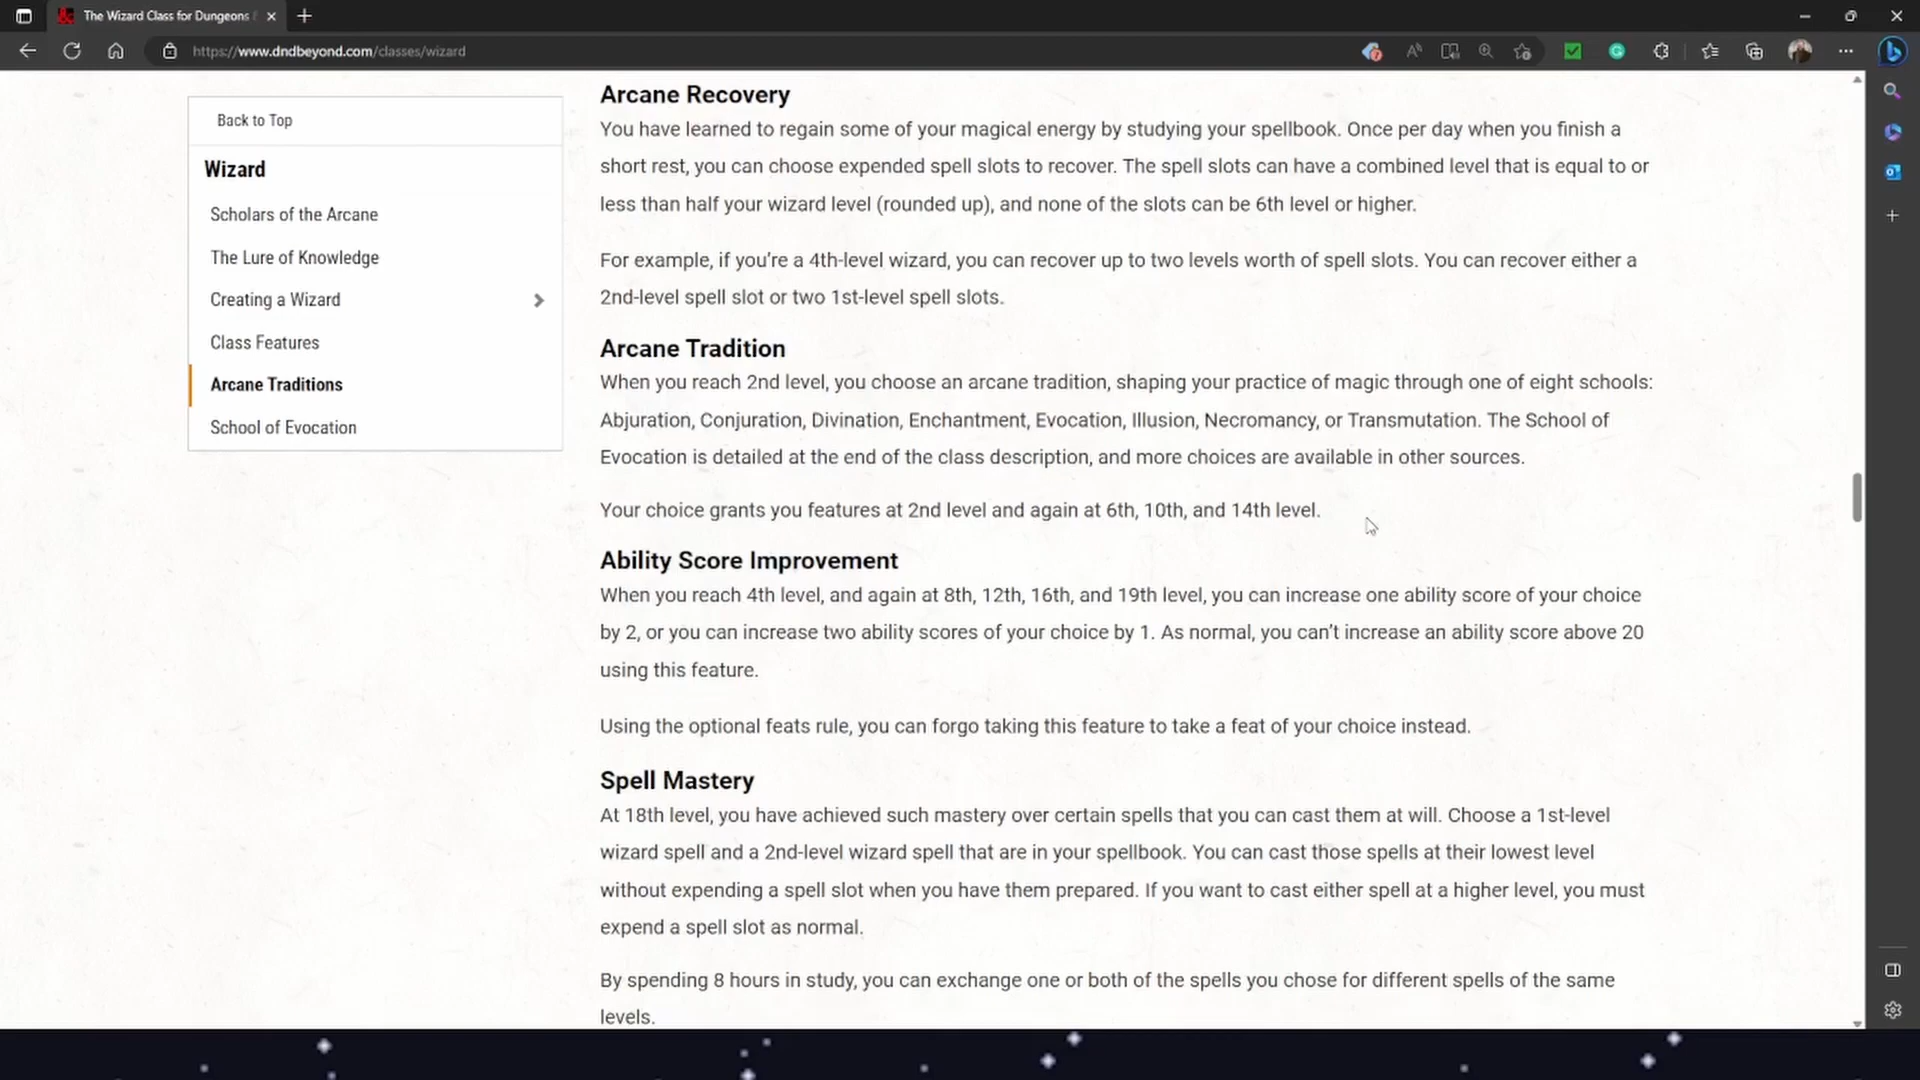 The Wizard Class for Dungeons
https://www.dndbeyond.com/classes/wizard
Back to Top
Wizard
Scholars of the Arcane
The Lure of Knowledge
Creating a Wizard
Class Features
Arcane Traditions
School of Evocation
Arcane Recovery
You have learned to regain some of your magical energy by studying your spellbook. Once per day when you finish a
short rest, you can choose expended spell slots to recover. The spell slots can have a combined level that is equal to or
less than half your wizard level (rounded up), and none of the slots can be 6th level or higher.
For example, if you’re a 4th-level wizard, you can recover up to two levels worth of spell slots. You can recover either a
2nd-level spell slot or two 1st-level spell slots.
Arcane Tradition
When you reach 2nd level, you choose an arcane tradition, shaping your practice of magic through one of eight schools:
Abjuration, Conjuration, Divination, Enchantment, Evocation, Illusion, Necromancy, or Transmutation. The School of
Evocation is detailed at the end of the class description, and more choices are available in other sources.
Your choice grants you features at 2nd level and again at 6th, 10th, and 14th level.
Ability Score Improvement
When you reach 4th level, and again at 8th, 12th, 16th, and 19th level, you can increase one ability score of your choice
by 2, or you can increase two ability scores of your choice by 1. As normal, you can’t increase an ability score above 20
using this feature.
Using the optional feats rule, you can forgo taking this feature to take a feat of your choice instead.
Spell Mastery
At 18th level, you have achieved such mastery over certain spells that you can cast them at will. Choose a 1st-level
wizard spell and a 2nd-level wizard spell that are in your spellbook. You can cast those spells at their lowest level
without expending a spell slot when you have them prepared. If you want to cast either spell at a higher level, you must
expend a spell slot as normal.
By spending 8 hours in study, you can exchange one or both of the spells you chose for different spells of the same
levels.